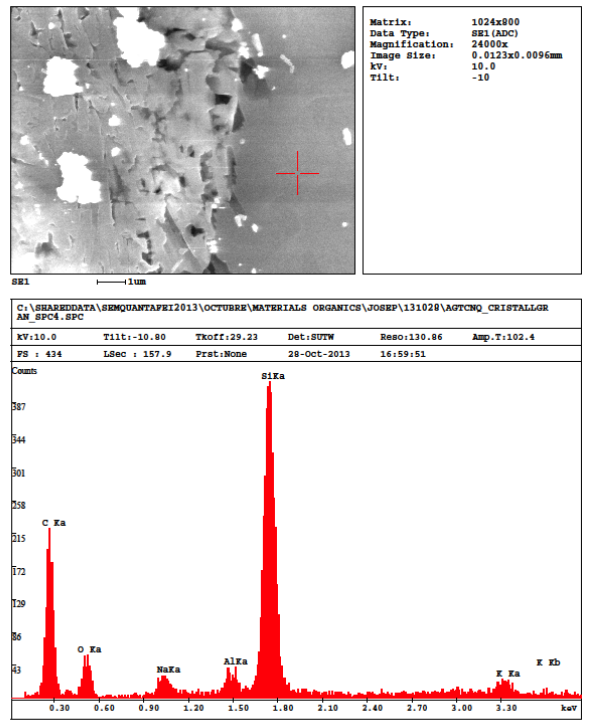 Matrix: 1024x800
Data Type: SE1(ADC)
Magnification: 24000x
Image Size: 0.0123x0.0096mm
kV: 10.0
Tilt: -10
SE1 1um
C:\SHAREDDATA\SEMQUANTAFEI2013\OCTUBRE\MATERIALS ORGANICS\JOSEP\131028\AGTCNQ_CRISTALLGR
AN_SPC4.SPC
kV:10.0 Tilt:-10.80 Tkoff:29.23 Det:SUTW Reso:130.86 Amp.T:102.4
FS : 434 LSec : 157.9 Prst:None 28-Oct-2013 16:59:51
Counts
SiKa
387
344
301
258
215
C Ka
172
129
86
O Ka
43
NaKa
AlKa
K Ka
K Kb
0.30 0.60 0.90 1.20 1.50 1.80 2.10 2.40 2.70 3.00 3.30 keV